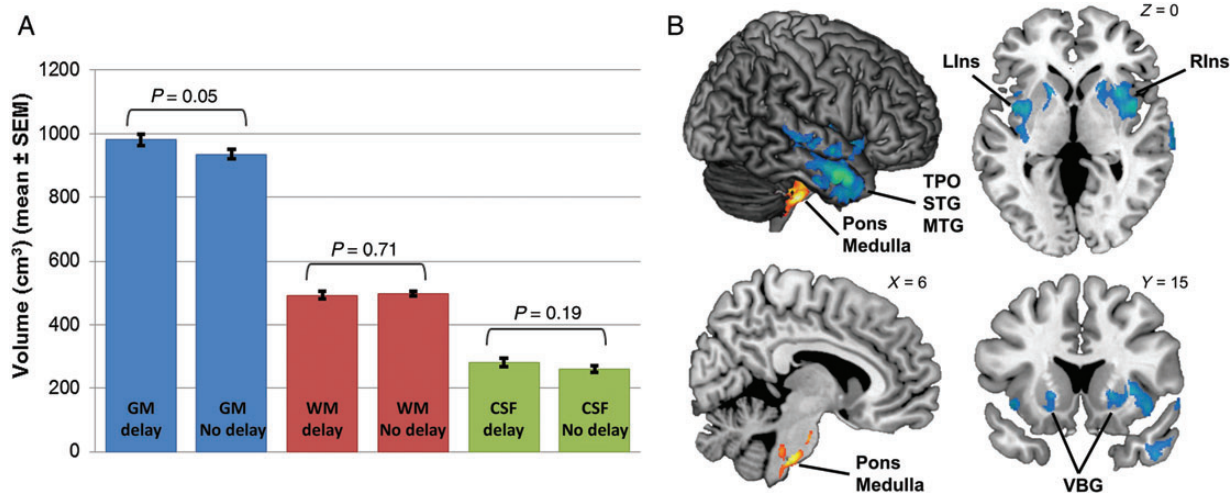 A
1200
1000
800
600
400
200
0
Volume (cm³) (mean ± SEM)
P = 0.05
P = 0.71
P = 0.19
GM
delay
GM
No delay
WM
delay
WM
No delay
CSF
delay
CSF
No delay
B
Z = 0
LIns
RIns
TPO
STG
MTG
Pons
Medulla
X = 6
Y = 15
Pons
Medulla
VBG